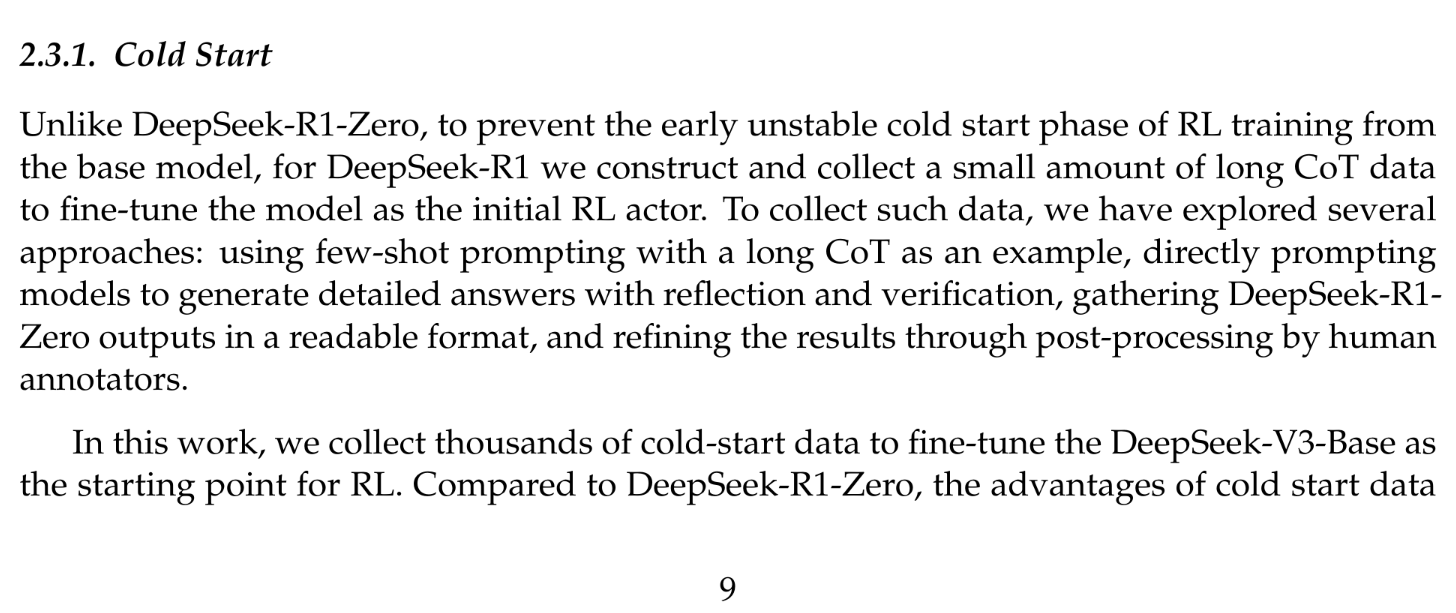 2.3.1. Cold Start
Unlike DeepSeek-R1-Zero, to prevent the early unstable cold start phase of RL training from
the base model, for DeepSeek-R1 we construct and collect a small amount of long CoT data
to fine-tune the model as the initial RL actor. To collect such data, we have explored several
approaches: using few-shot prompting with a long CoT as an example, directly prompting
models to generate detailed answers with reflection and verification, gathering DeepSeek-R1-
Zero outputs in a readable format, and refining the results through post-processing by human
annotators.
In this work, we collect thousands of cold-start data to fine-tune the DeepSeek-V3-Base as
the starting point for RL. Compared to DeepSeek-R1-Zero, the advantages of cold start data
9